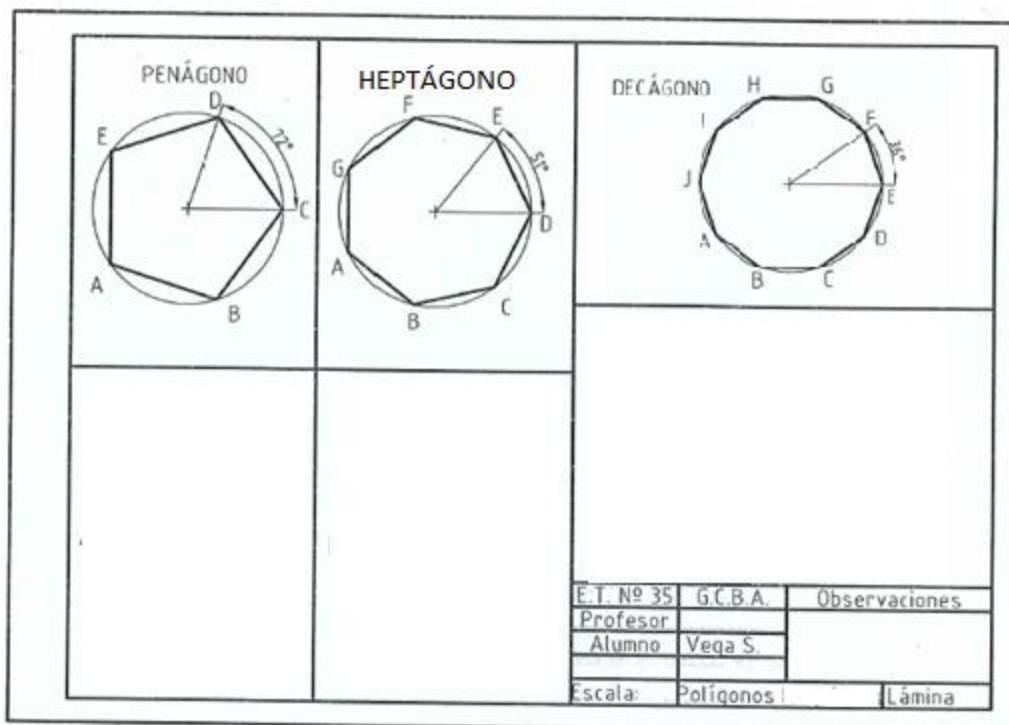 PENÁGONO
D
E
72°
C
A
B
HEPTÁGONO
F
E
G
51°
D
A
C
B
DECÁGONO
H
G
I
F
36°
J
E
A
D
B
C
E.T. Nº 35
G.C.B.A.
Observaciones
Profesor
Alumno
Vega S.
Escala:
Polígonos
Lámina